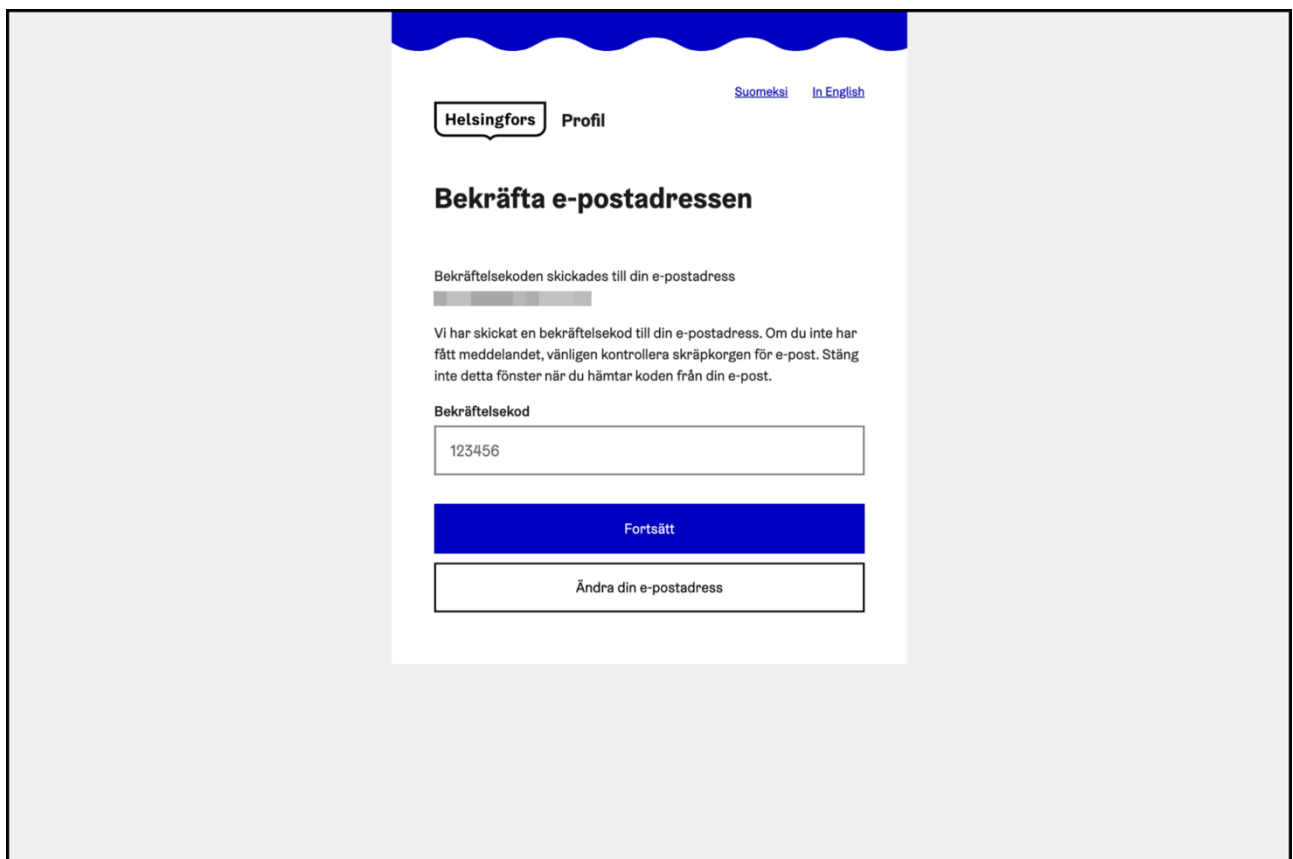 Suomeksi In English
Helsingfors Profil
Bekräfta e-postadressen
Bekräftelsekoden skickades till din e-postadress
Vi har skickat en bekräftelsekod till din e-postadress. Om du inte har
fått meddelandet, vänligen kontrollera skräpkorgen för e-post. Stäng
inte detta fönster när du hämtar koden från din e-post.
Bekräftelsekod
123456
Fortsätt
Ändra din e-postadress